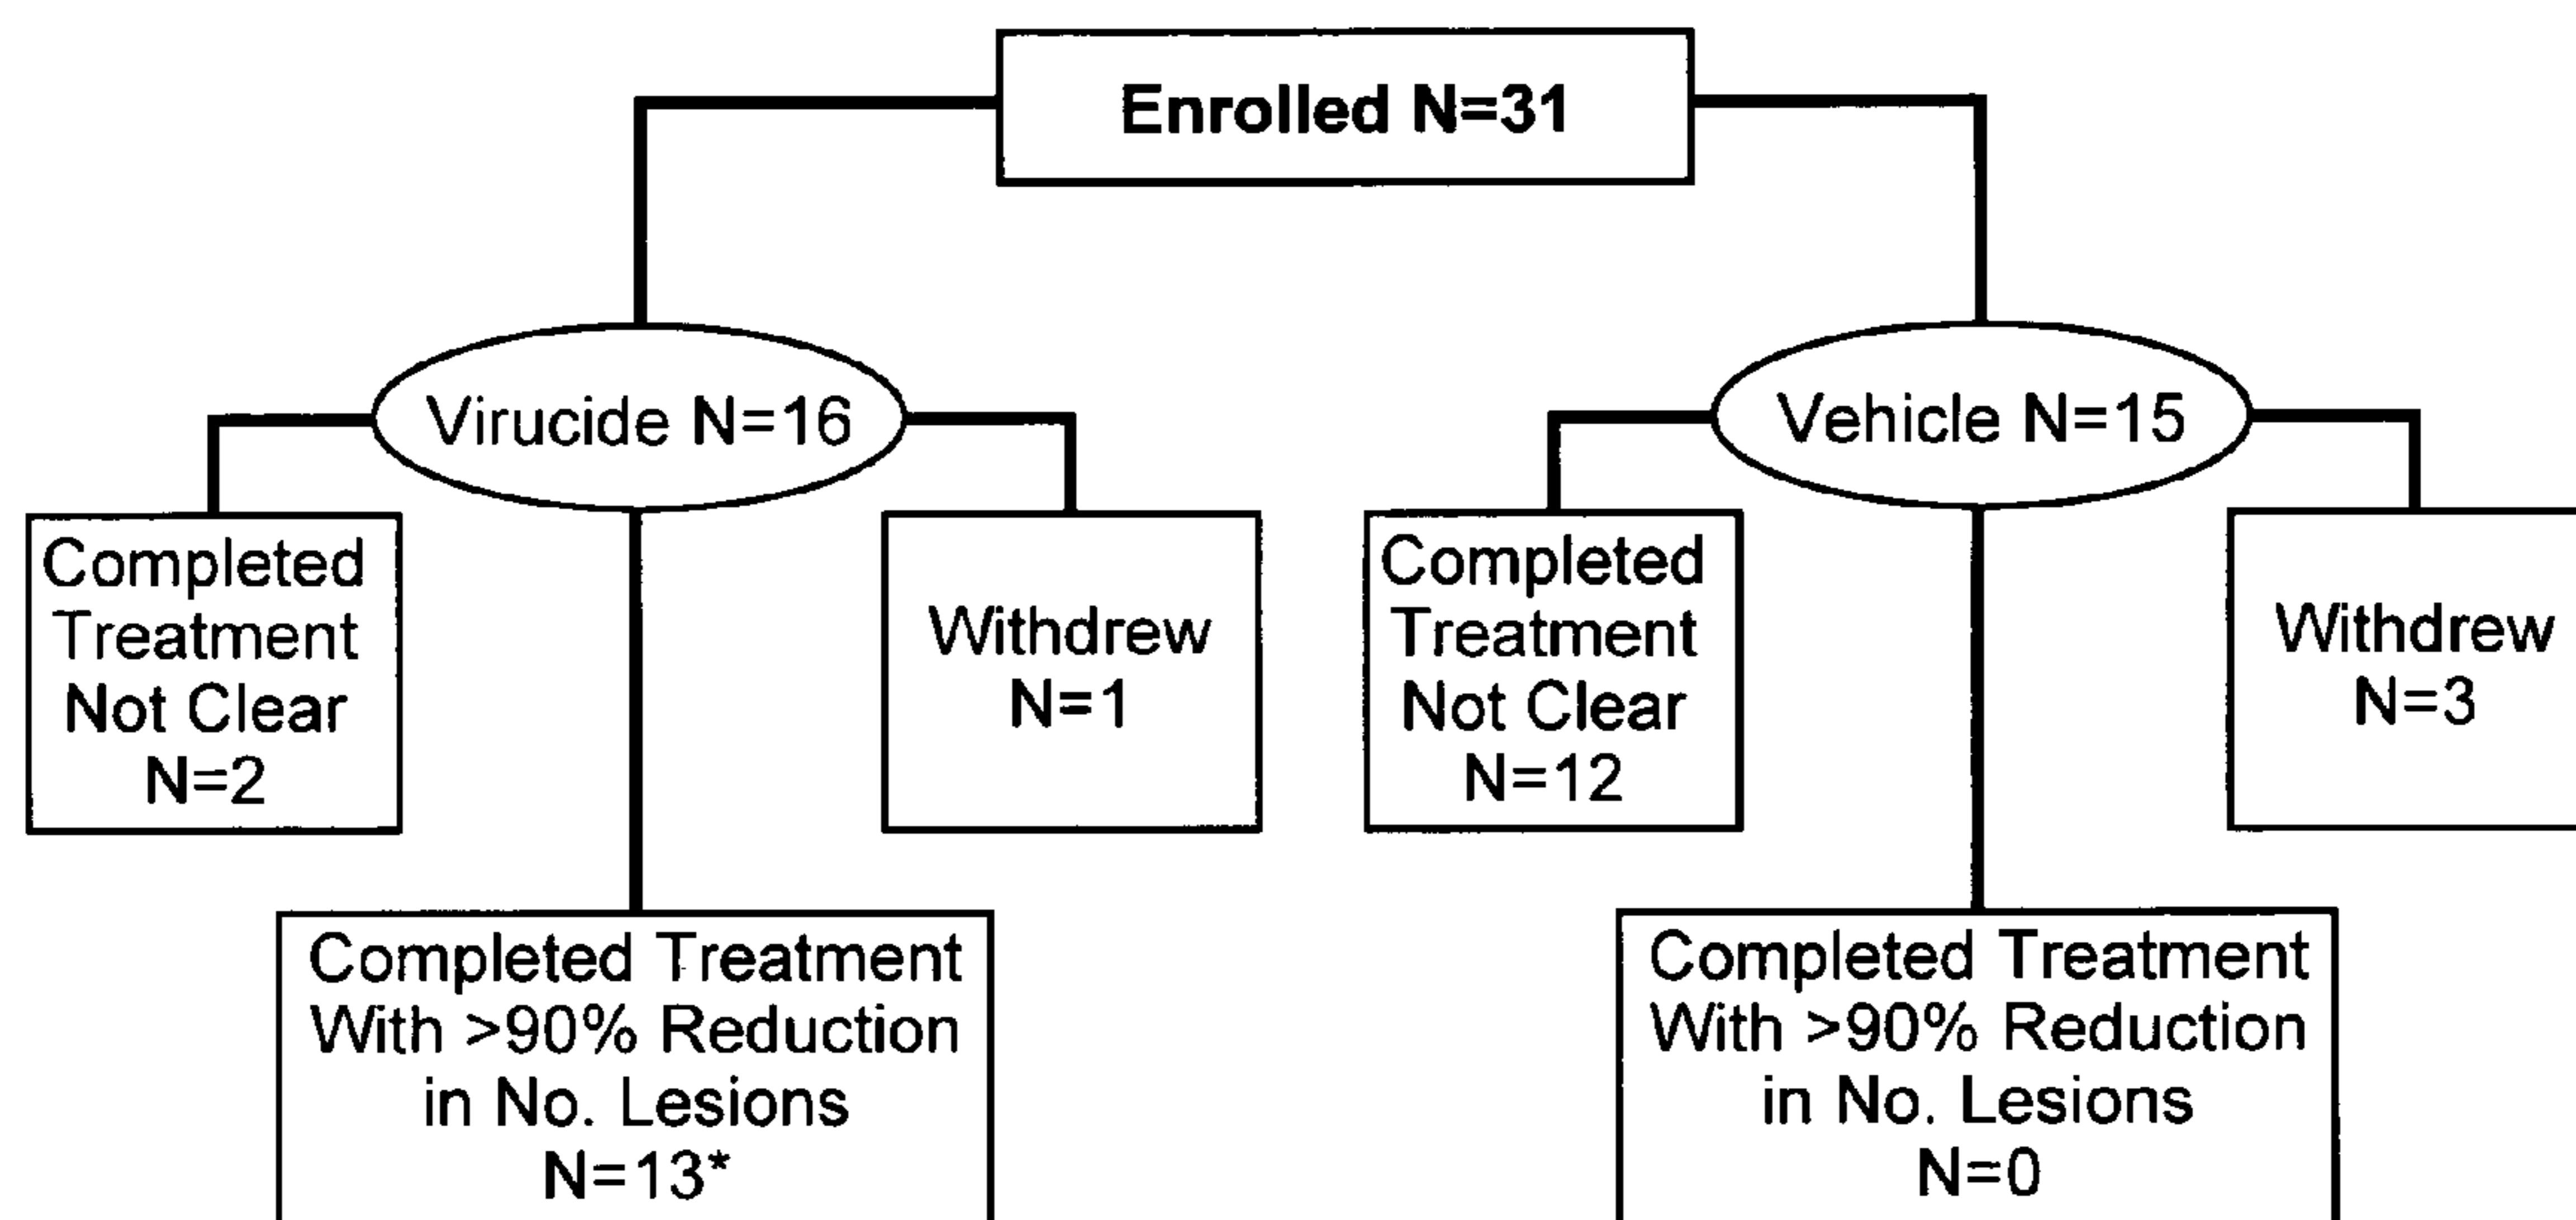 Enrolled N=31
Virucide N=16
Vehicle N=15
Completed
Treatment
Not Clear
N=2
Withdrew
N=1
Completed
Treatment
Not Clear
N=12
Withdrew
N=3
Completed Treatment
With >90% Reduction
in No. Lesions
N=13*
Completed Treatment
With >90% Reduction
in No. Lesions
N=0